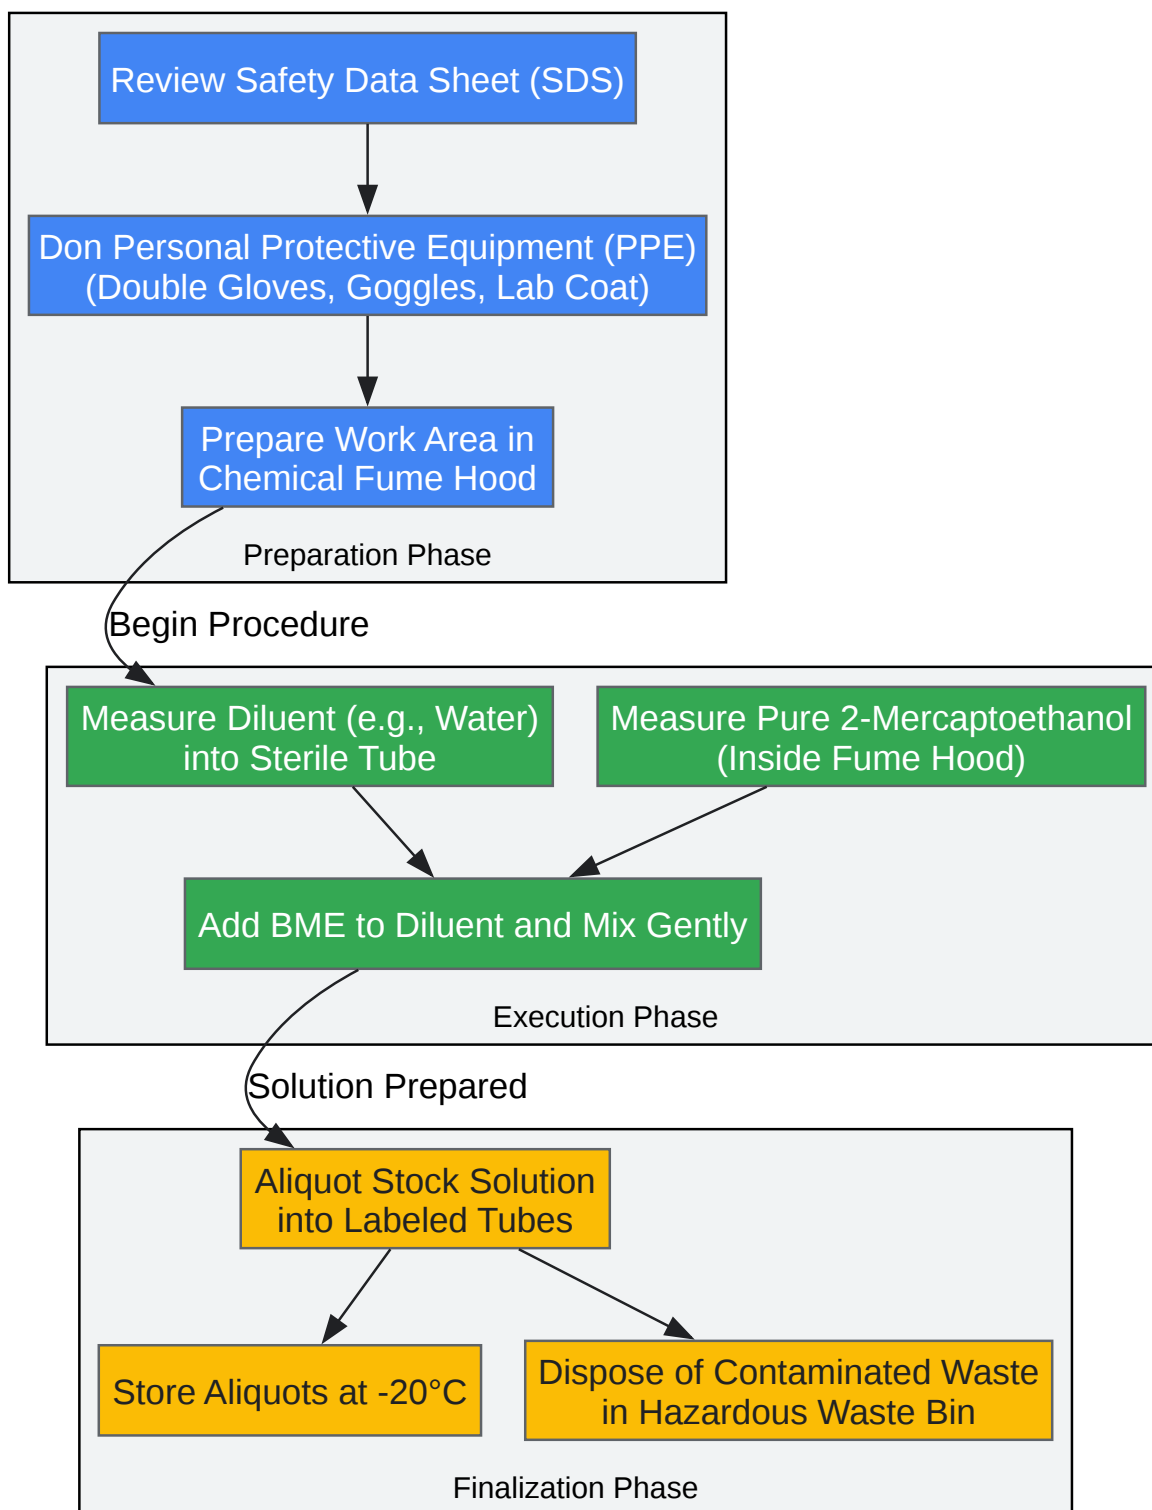 Review Safety Data Sheet (SDS)
Don Personal Protective Equipment (PPE)
(Double Gloves, Goggles, Lab Coat)
Prepare Work Area in
Chemical Fume Hood
Preparation Phase
Begin Procedure
Measure Diluent (e.g., Water)
into Sterile Tube
Measure Pure 2-Mercaptoethanol
(Inside Fume Hood)
Add BME to Diluent and Mix Gently
Execution Phase
Solution Prepared
Aliquot Stock Solution
into Labeled Tubes
Store Aliquots at -20°C
Dispose of Contaminated Waste
in Hazardous Waste Bin
Finalization Phase